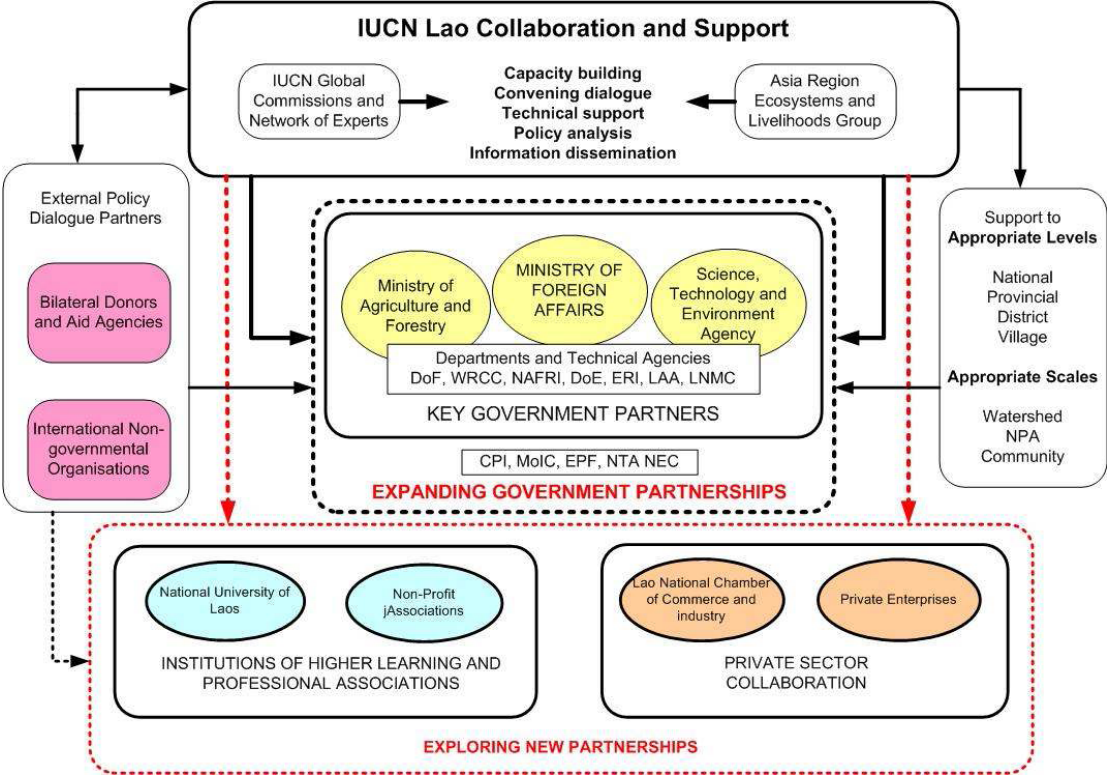 IUCN Lao Collaboration and Support
IUCN Global
Commissions and
Network of Experts
Capacity building
Convening dialogue
Technical support
Policy analysis
Information dissemination
Asia Region
Ecosystems and
Livelihoods Group
External Policy
Dialogue Partners
Bilateral Donors
and Aid Agencies
International Non-
governmental
Organisations
Ministry of
Agriculture and
Forestry
MINISTRY OF
FOREIGN
AFFAIRS
Science,
Technology and
Environment
Agency
Departments and Technical Agencies
DoF, WRCC, NAFRI, DoE, ERI, LAA, LNMC
KEY GOVERNMENT PARTNERS
CPI, MoIC, EPF, NTA NEC
EXPANDING GOVERNMENT PARTNERSHIPS
Support to
Appropriate Levels
National
Provincial
District
Village
Appropriate Scales
Watershed
NPA
Community
National University of
Laos
Non-Profit
jAssociations
INSTITUTIONS OF HIGHER LEARNING AND
PROFESSIONAL ASSOCIATIONS
Lao National Chamber
of Commerce and
industry
Private Enterprises
PRIVATE SECTOR
COLLABORATION
EXPLORING NEW PARTNERSHIPS